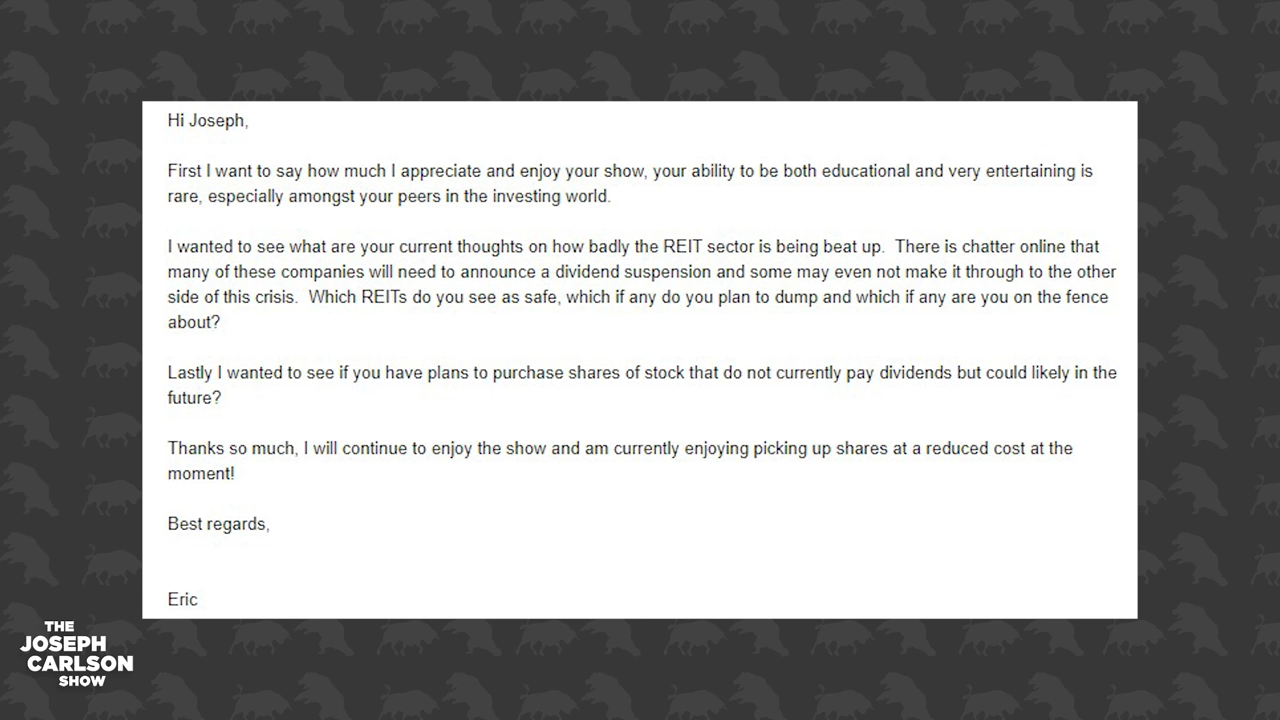 Hi Joseph,
First I want to say how much I appreciate and enjoy your show, your ability to be both educational and very entertaining is
rare, especially amongst your peers in the investing world.
I wanted to see what are your current thoughts on how badly the REIT sector is being beat up.  There is chatter online that
many of these companies will need to announce a dividend suspension and some may even not make it through to the other
side of this crisis.  Which REITs do you see as safe, which if any do you plan to dump and which if any are you on the fence
about?
Lastly I wanted to see if you have plans to purchase shares of stock that do not currently pay dividends but could likely in the
future?
Thanks so much, I will continue to enjoy the show and am currently enjoying picking up shares at a reduced cost at the
moment!
Best regards,
Eric
THE
JOSEPH
CARLSON
SHOW